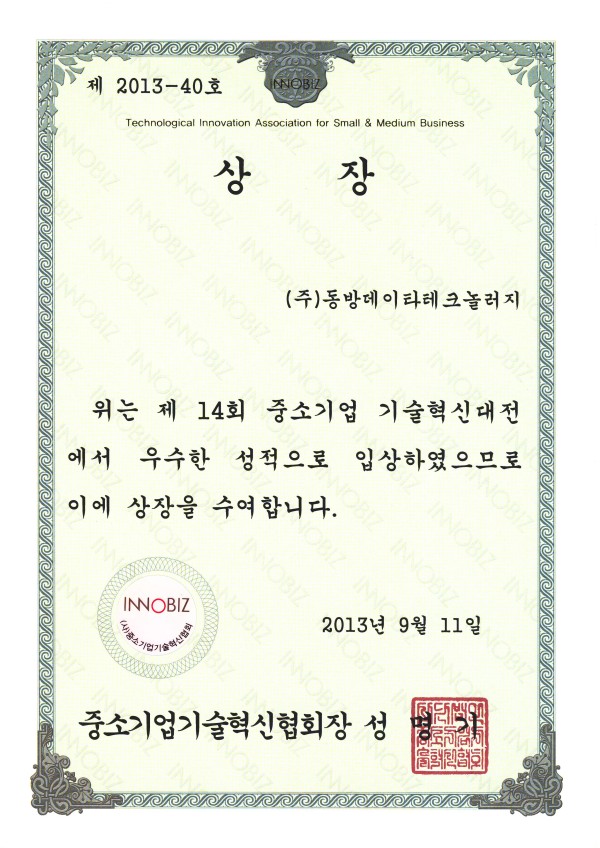 제 2013-40호
INNOBIZ
Technological Innovation Association for Small & Medium Business
상 장
(주)동방데이타테크놀러지
위는 제 14회 중소기업 기술혁신대전
에서 우수한 성적으로 입상하였으므로
이에 상장을 수여합니다.
INNOBIZ
(사)중소기업기술혁신협회
2013년 9월 11일
중소기업기술혁신협회장 성 명 기